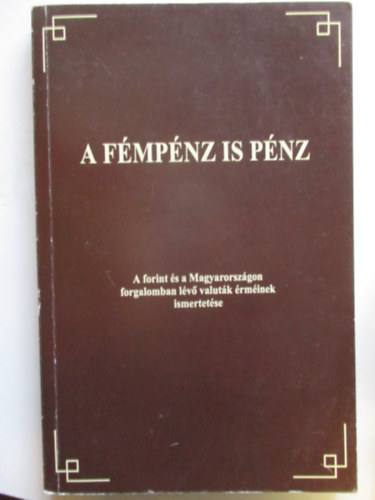 A FÉMPÉNZ IS PÉNZ
A forint és a Magyarországon
forgalomban lévő valuták érméinek
ismertetése